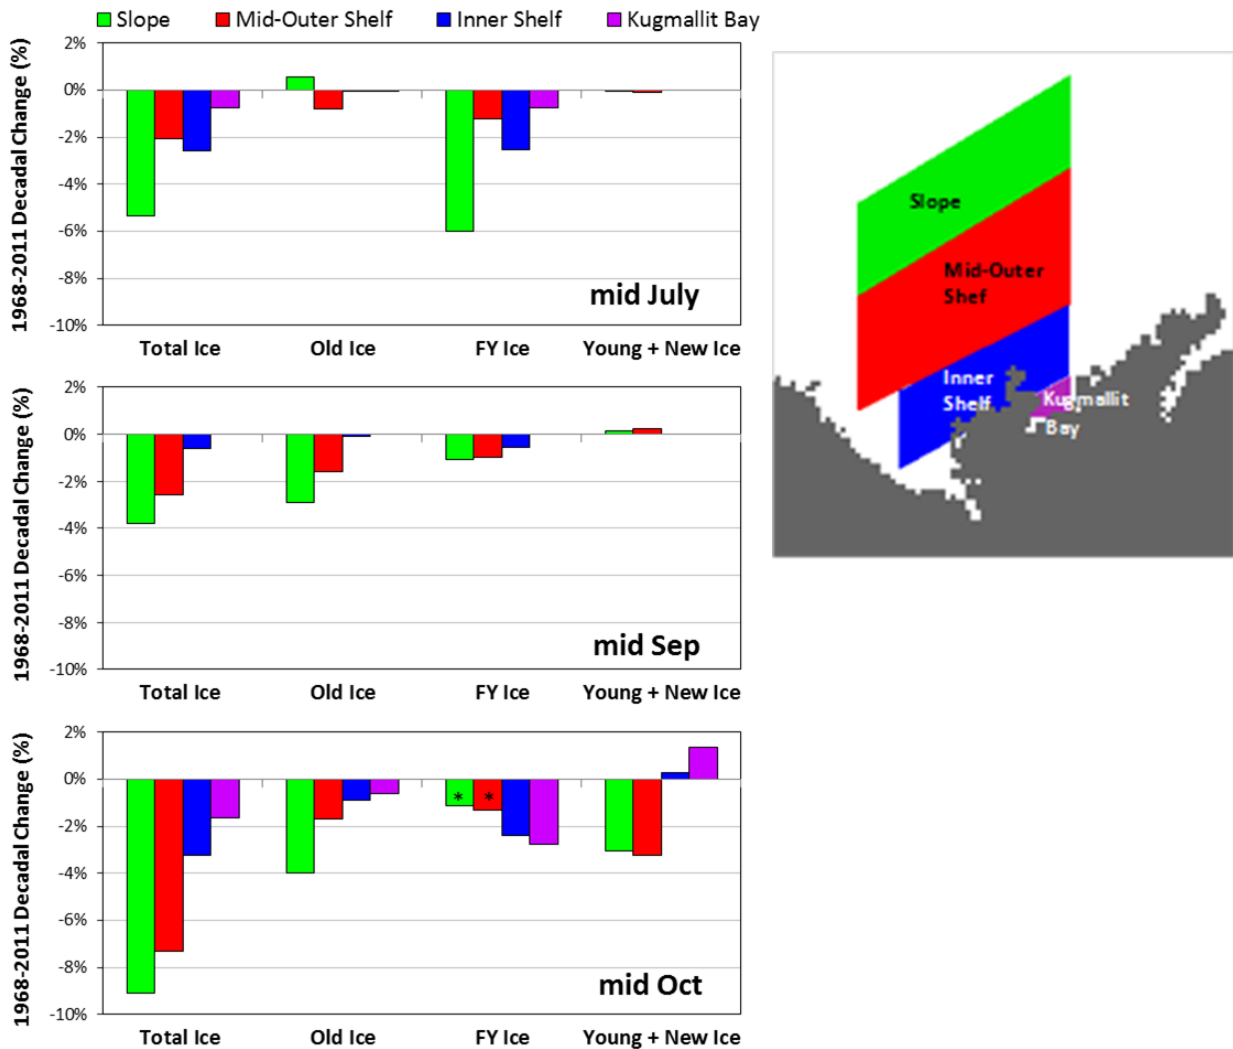 Slope Mid-Outer Shelf Inner Shelf Kugmallit Bay
1968-2011 Decadal Change (%)
2%
0%
-2%
-4%
-6%
-8%
-10%
mid July
Total Ice Old Ice FY Ice Young + New Ice
1968-2011 Decadal Change (%)
2%
0%
-2%
-4%
-6%
-8%
-10%
mid Sep
Total Ice Old Ice FY Ice Young + New Ice
1968-2011 Decadal Change (%)
2%
0%
-2%
-4%
-6%
-8%
-10%
* *
mid Oct
Total Ice Old Ice FY Ice Young + New Ice
Slope
Mid-Outer
Shef
Inner
Shelf
Kugmallit
Bay